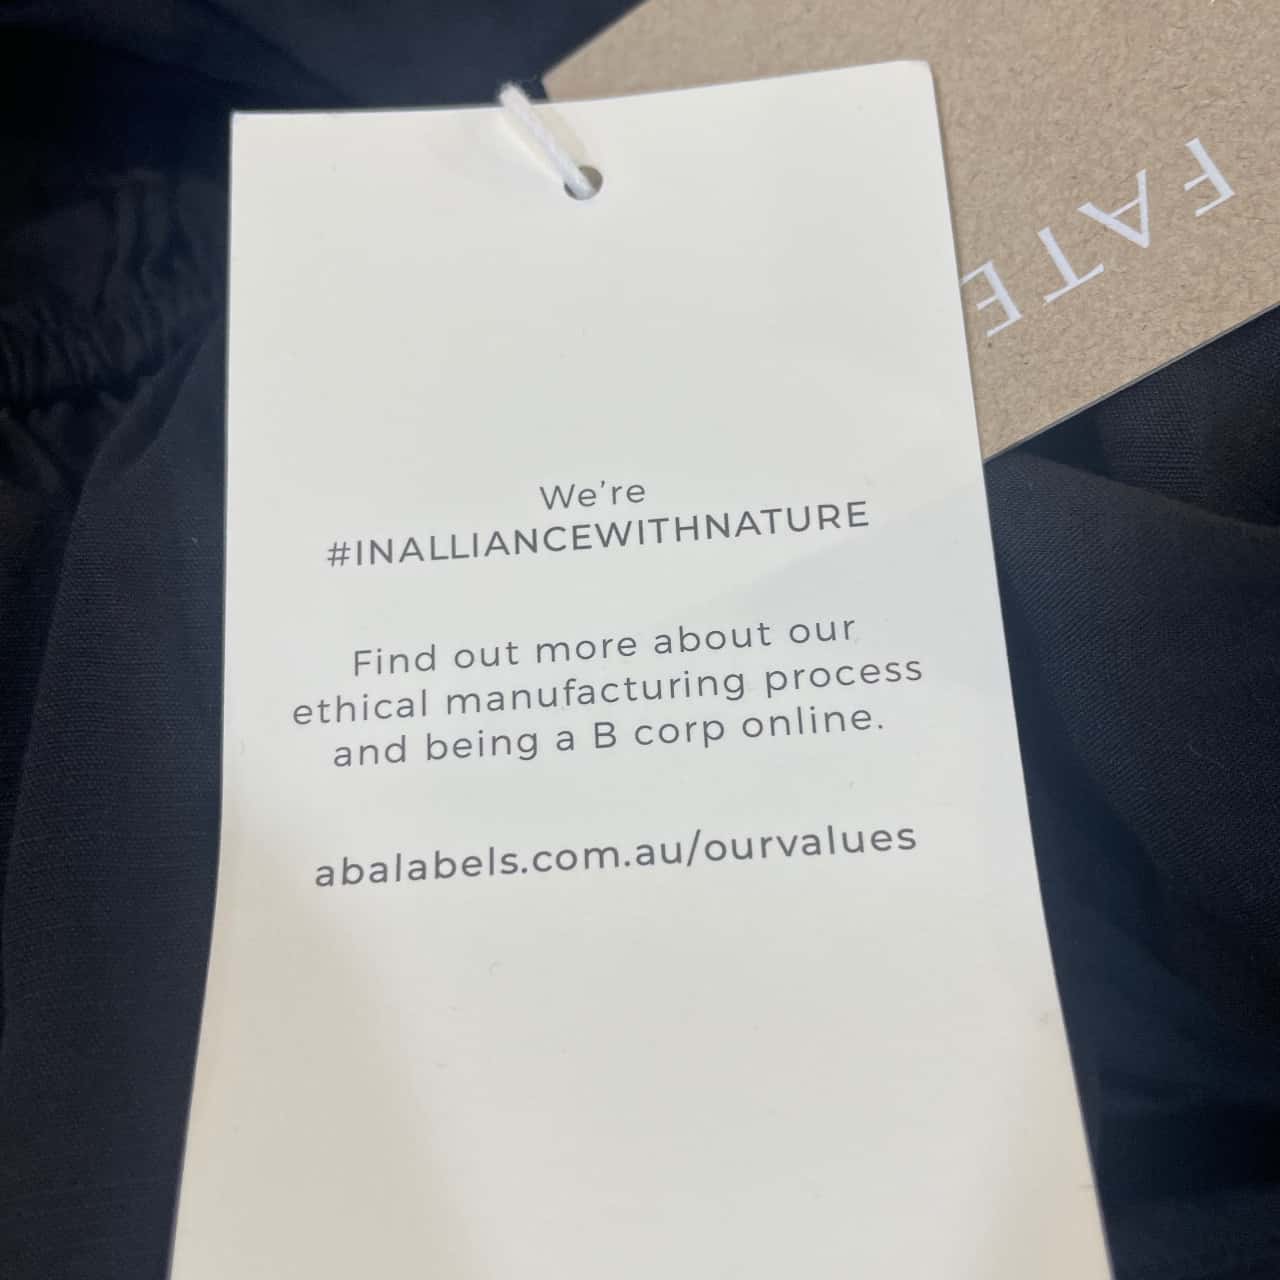 We're
#INALLIANCEWITHNATURE
Find out more about our
ethical manufacturing process
and being a B corp online.
abalabels.com.au/ourvalues
FATE